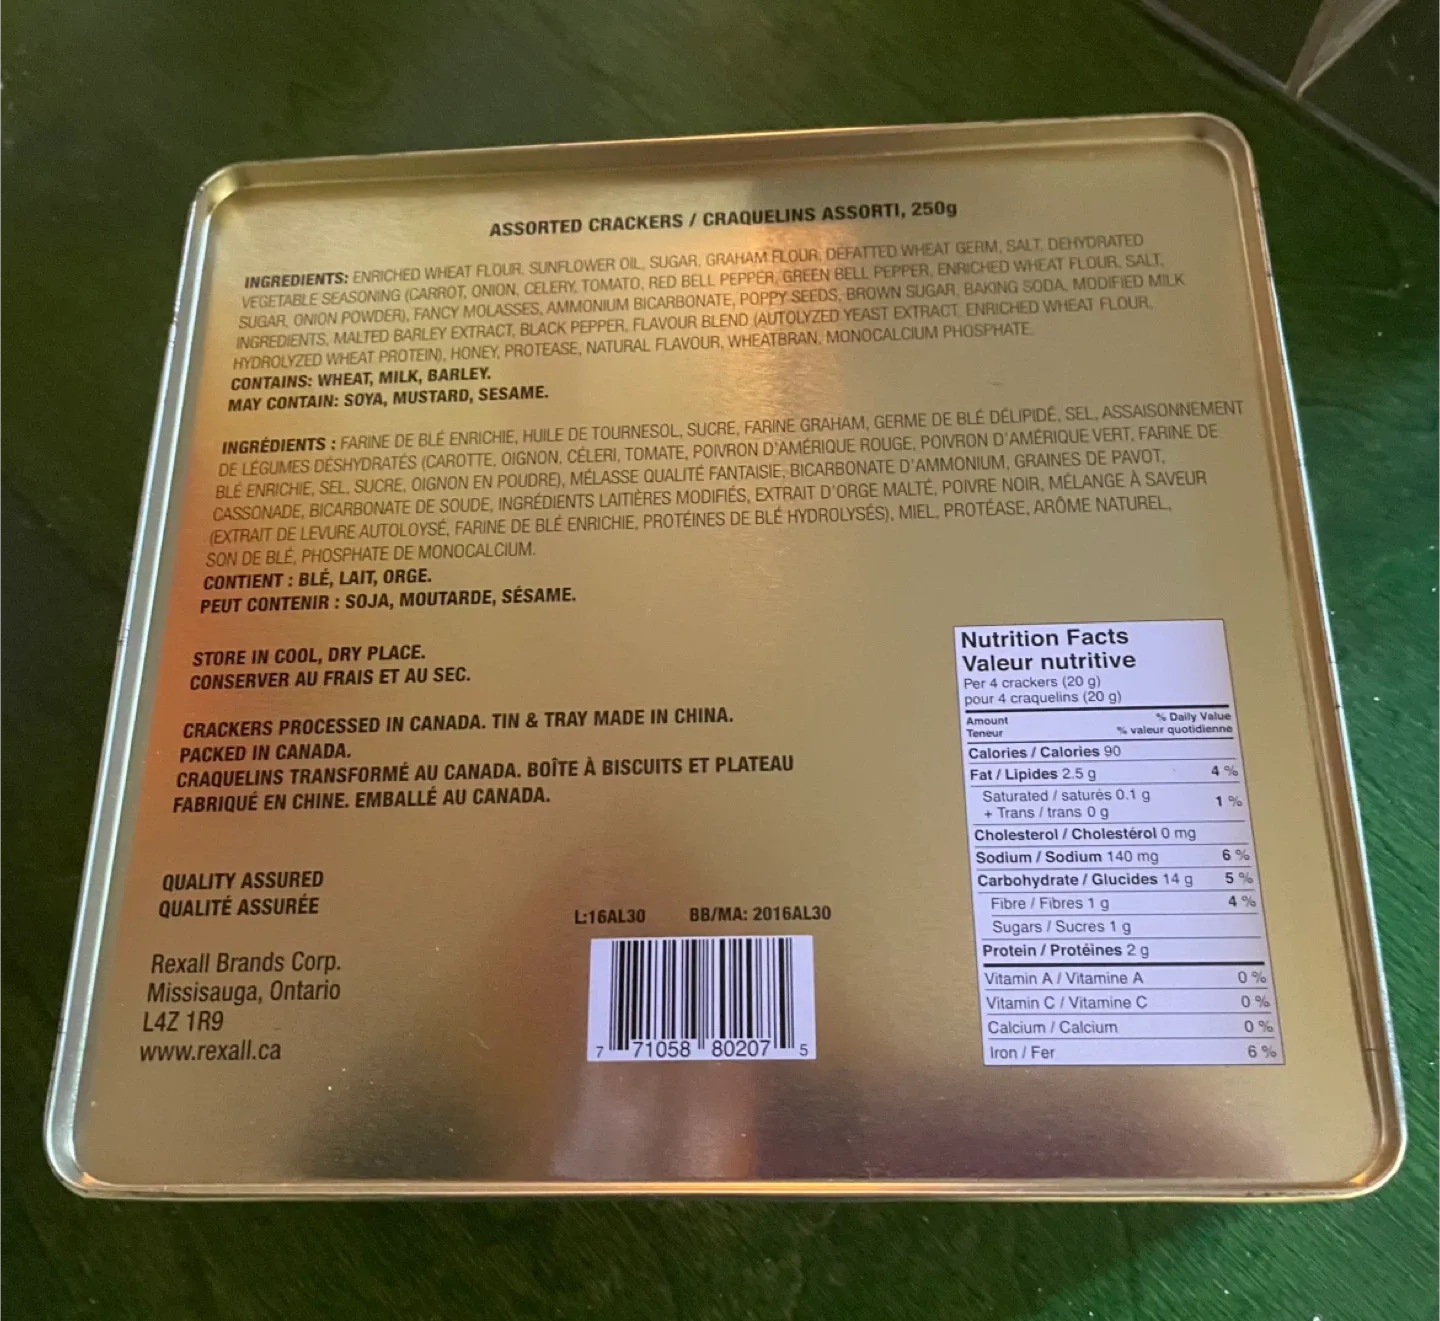 ASSORTED CRACKERS / CRAQUELINS ASSORTI, 250g
INGREDIENTS: ENRICHED WHEAT FLOUR, SUNFLOWER OIL, SUGAR, GRAHAM FLOUR, DEFATTED WHEAT GERM, SALT, DEHYDRATED
VEGETABLE SEASONING (CARROT, ONION, CELERY, TOMATO, RED BELL PEPPER, GREEN BELL PEPPER, ENRICHED WHEAT FLOUR, SALT,
SUGAR, ONION POWDER), FANCY MOLASSES, AMMONIUM BICARBONATE, POPPY SEEDS, BROWN SUGAR, BAKING SODA, MODIFIED MILK
INGREDIENTS, MALTED BARLEY EXTRACT, BLACK PEPPER, FLAVOUR BLEND (AUTOLYZED YEAST EXTRACT, ENRICHED WHEAT FLOUR,
HYDROLYZED WHEAT PROTEIN), HONEY, PROTEASE, NATURAL FLAVOUR, WHEATBRAN, MONOCALCIUM PHOSPHATE.
CONTAINS: WHEAT, MILK, BARLEY.
MAY CONTAIN: SOYA, MUSTARD, SESAME.
INGRÉDIENTS : FARINE DE BLÉ ENRICHIE, HUILE DE TOURNESOL, SUCRE, FARINE GRAHAM, GERME DE BLÉ DÉLIPIDÉ, SEL, ASSAISONNEMENT
DE LÉGUMES DÉSHYDRATÉS (CAROTTE, OIGNON, CÉLERI, TOMATE, POIVRON D'AMÉRIQUE ROUGE, POIVRON D'AMÉRIQUE VERT, FARINE DE
BLÉ ENRICHIE, SEL, SUCRE, OIGNON EN POUDRE), MÉLASSE QUALITÉ FANTAISIE, BICARBONATE D'AMMONIUM, GRAINES DE PAVOT,
CASSONADE, BICARBONATE DE SOUDE, INGRÉDIENTS LAITIÈRES MODIFIÉS, EXTRAIT D'ORGE MALTÉ, POIVRE NOIR, MÉLANGE À SAVEUR
(EXTRAIT DE LEVURE AUTOLOYSÉ, FARINE DE BLÉ ENRICHIE, PROTÉINES DE BLÉ HYDROLYSÉS), MIEL, PROTÉASE, ARÔME NATUREL,
SON DE BLÉ, PHOSPHATE DE MONOCALCIUM.
CONTIENT : BLÉ, LAIT, ORGE.
PEUT CONTENIR : SOJA, MOUTARDE, SÉSAME.
STORE IN COOL, DRY PLACE.
CONSERVER AU FRAIS ET AU SEC.
CRACKERS PROCESSED IN CANADA. TIN & TRAY MADE IN CHINA.
PACKED IN CANADA.
CRAQUELINS TRANSFORMÉ AU CANADA. BOÎTE À BISCUITS ET PLATEAU
FABRIQUÉ EN CHINE. EMBALLÉ AU CANADA.
QUALITY ASSURED
QUALITÉ ASSURÉE
Rexall Brands Corp.
Missisauga, Ontario
L4Z 1R9
www.rexall.ca
L:16AL30 BB/MA: 2016AL30
7 71058 80207 5
Nutrition Facts
Valeur nutritive
Per 4 crackers (20 g)
pour 4 craquelins (20 g)
Amount % Daily Value
Teneur % valeur quotidienne
Calories / Calories 90
Fat / Lipides 2.5 g 4 %
Saturated / saturés 0.1 g 1 %
+ Trans / trans 0 g
Cholesterol / Cholestérol 0 mg
Sodium / Sodium 140 mg 6 %
Carbohydrate / Glucides 14 g 5 %
Fibre / Fibres 1 g 4 %
Sugars / Sucres 1 g
Protein / Protéines 2 g
Vitamin A / Vitamine A 0 %
Vitamin C / Vitamine C 0 %
Calcium / Calcium 0 %
Iron / Fer 6 %